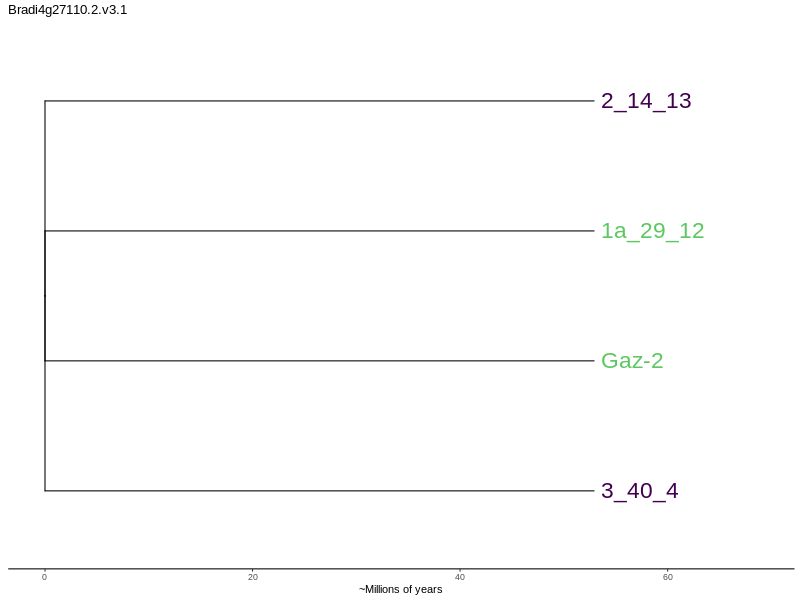 Bradi4g27110.2.v3.1
2_14_13
1a_29_12
Gaz-2
3_40_4
0 20 40 60
~Millions of years